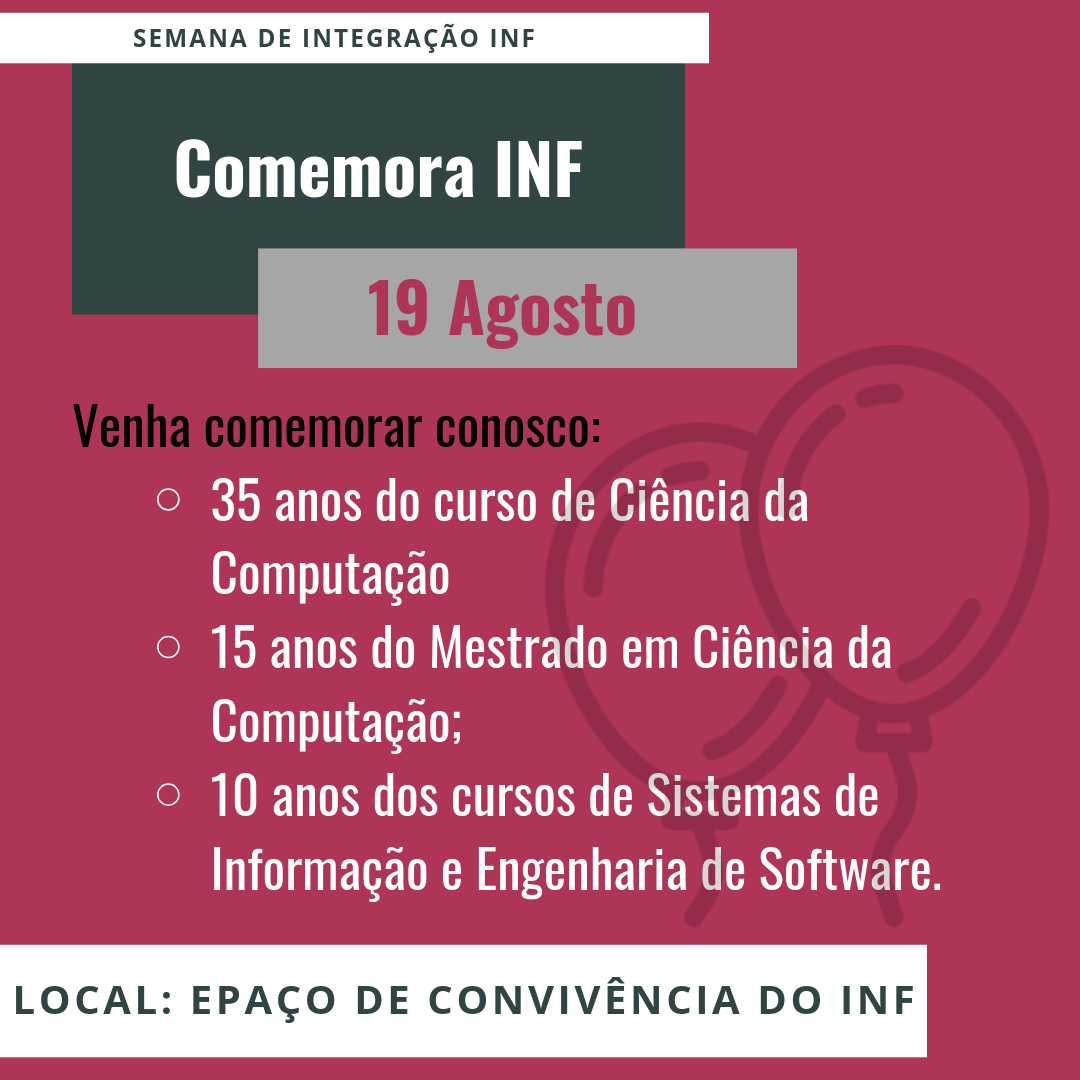 SEMANA DE INTEGRAÇÃO INF
Comemora INF
19 Agosto
Venha comemorar conosco:
35 anos do curso de Ciência da
Computação
15 anos do Mestrado em Ciência da
Computação;
10 anos dos cursos de Sistemas de
Informação e Engenharia de Software.
LOCAL: EPAÇO DE CONVIVÊNCIA DO INF